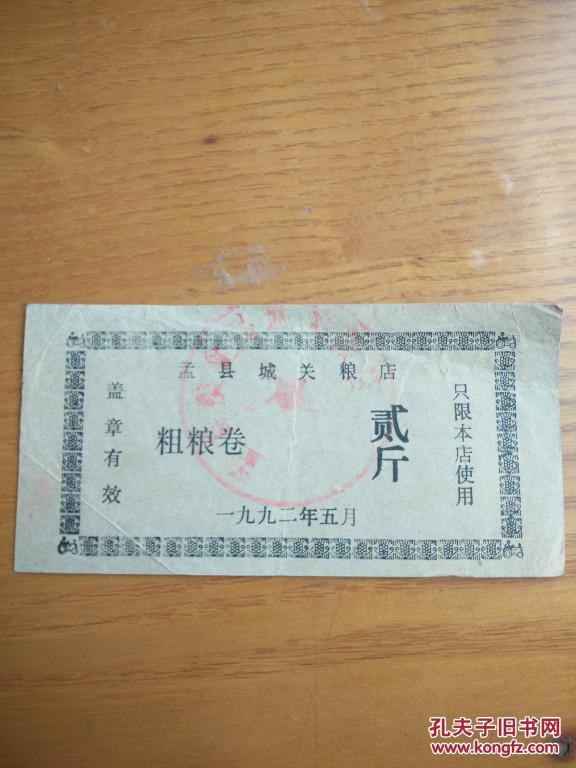 孟县城关粮店
盖章有效
粗粮卷
贰斤
只限本店使用
一九九二年五月
孔夫子旧书网
www.kongfz.com